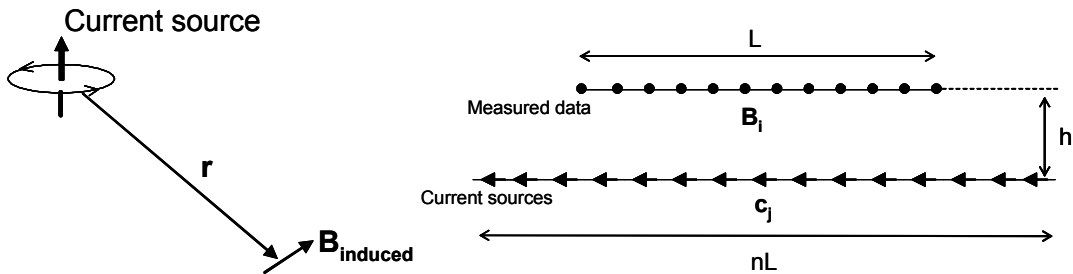 Current source
r
B_induced
L
Measured data
B_i
h
Current sources
c_j
nL